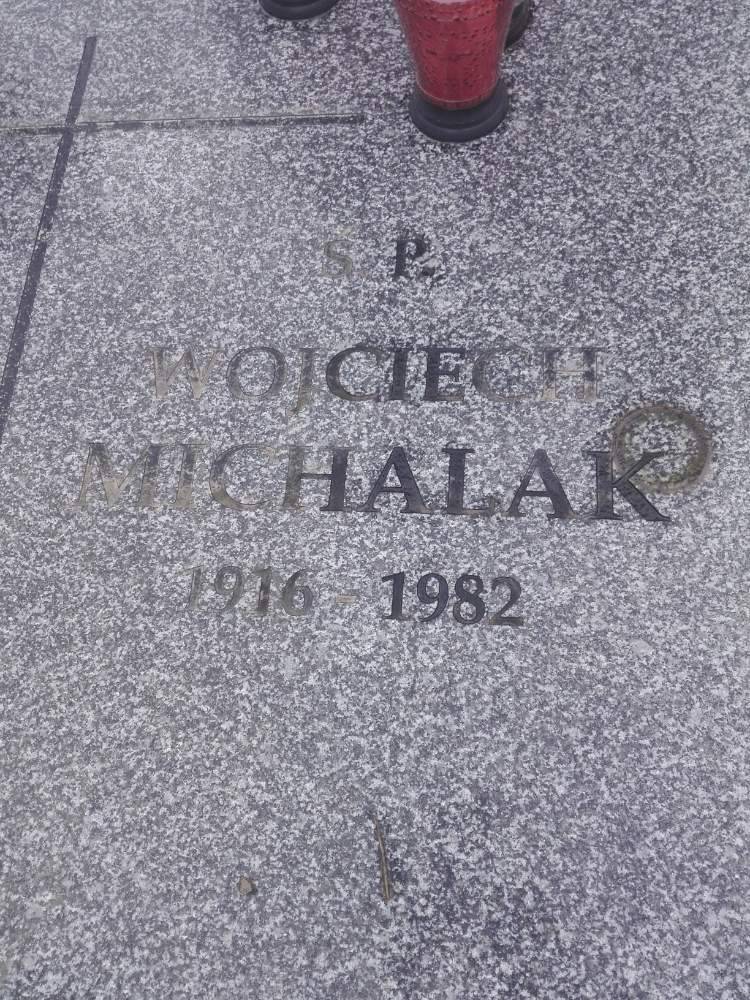 Ś. P.
WOJCIECH
MICHALAK
1916 - 1982